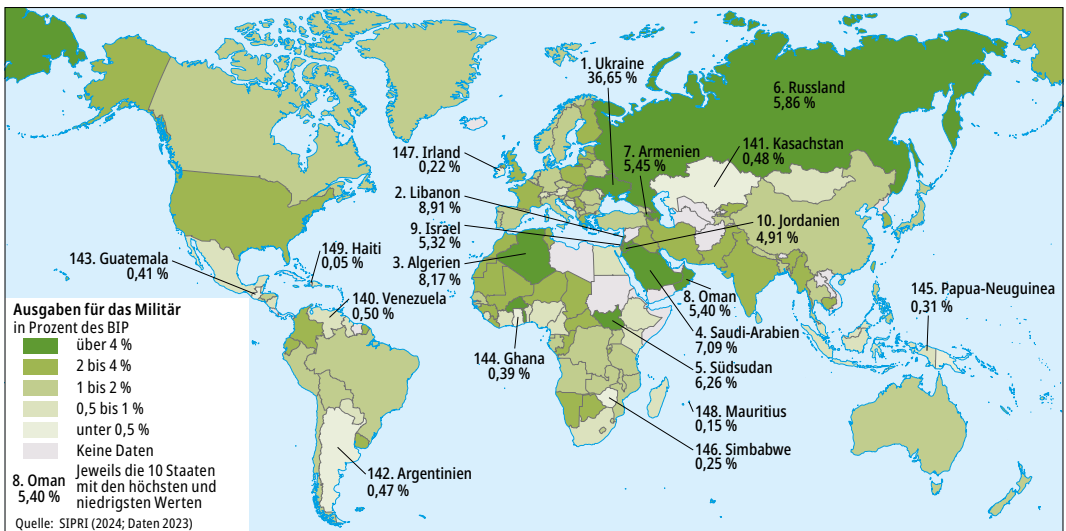 1. Ukraine
36,65 %
6. Russland
5,86 %
147. Irland
0,22 %
7. Armenien
5,45 %
141. Kasachstan
0,48 %
2. Libanon
8,91 %
9. Israel
5,32 %
10. Jordanien
4,91 %
3. Algerien
8,17 %
149. Haiti
0,05 %
143. Guatemala
0,41 %
140. Venezuela
0,50 %
8. Oman
5,40 %
145. Papua-Neuguinea
0,31 %
4. Saudi-Arabien
7,09 %
144. Ghana
0,39 %
5. Südsudan
6,26 %
148. Mauritius
0,15 %
146. Simbabwe
0,25 %
142. Argentinien
0,47 %
Ausgaben für das Militär
in Prozent des BIP
über 4 %
2 bis 4 %
1 bis 2 %
0,5 bis 1 %
unter 0,5 %
Keine Daten
8. Oman
5,40 %
Jeweils die 10 Staaten
mit den höchsten und
niedrigsten Werten
Quelle: SIPRI (2024; Daten 2023)